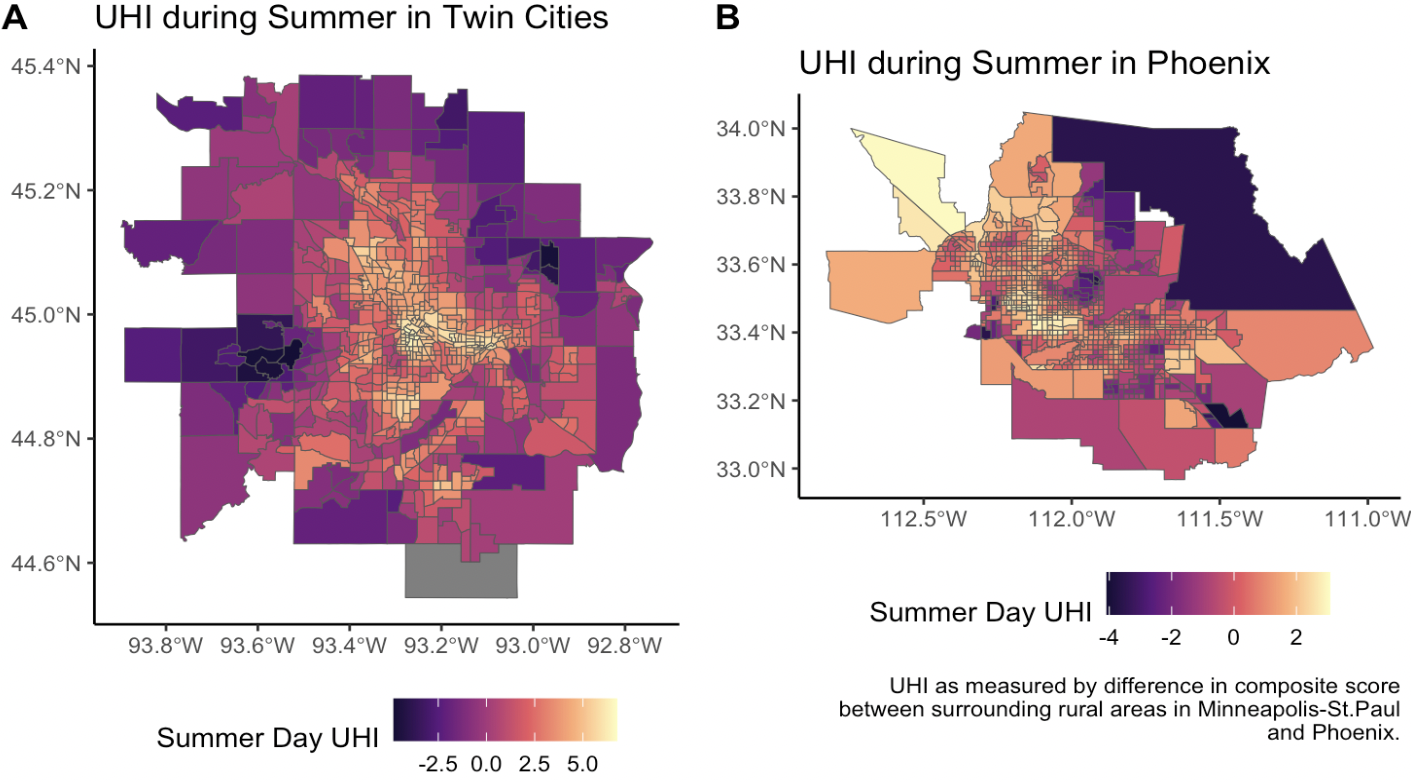 A
UHI during Summer in Twin Cities
45.4°N
45.2°N
45.0°N
44.8°N
44.6°N
93.8°W 93.6°W 93.4°W 93.2°W 93.0°W 92.8°W
Summer Day UHI
-2.5 0.0 2.5 5.0
B
UHI during Summer in Phoenix
34.0°N
33.8°N
33.6°N
33.4°N
33.2°N
33.0°N
112.5°W 112.0°W 111.5°W 111.0°W
Summer Day UHI
-4 -2 0 2
UHI as measured by difference in composite score
between surrounding rural areas in Minneapolis-St.Paul
and Phoenix.